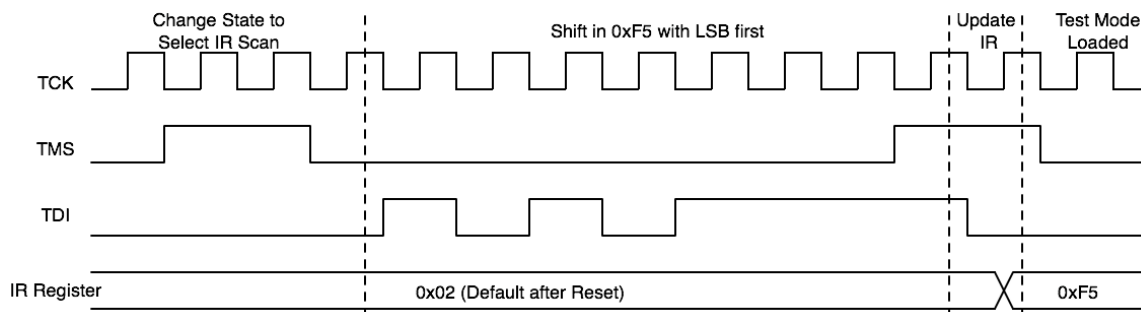 Change State to
Select IR Scan
Shift in 0xF5 with LSB first
Update
IR
Test Mode
Loaded
TCK
TMS
TDI
IR Register
0x02 (Default after Reset)
0xF5